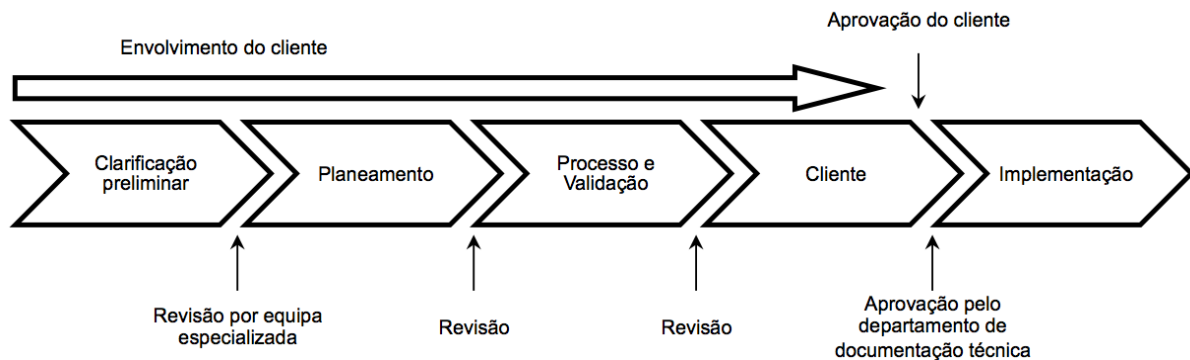 Aprovação do cliente
Envolvimento do cliente
Clarificação
preliminar
Planeamento
Processo e
Validação
Cliente
Implementação
Revisão por equipa
especializada
Revisão
Revisão
Aprovação pelo
departamento de
documentação técnica